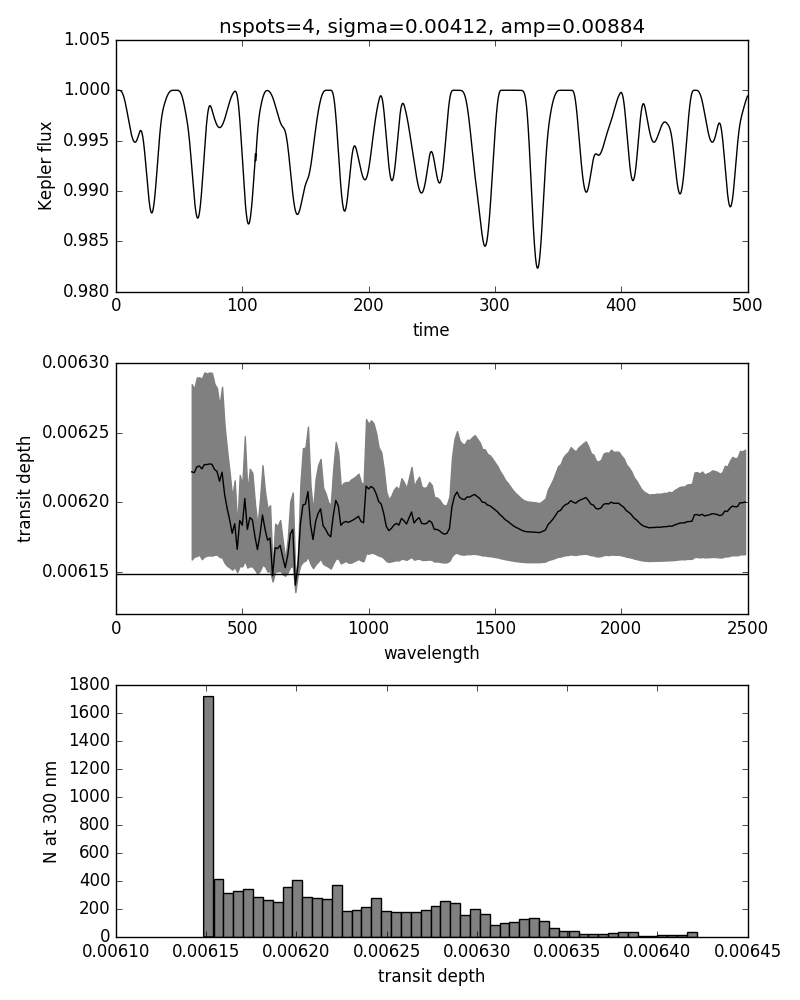 nspots=4, sigma=0.00412, amp=0.00884
1.005
1.000
0.995
0.990
0.985
0.980
Kepler flux
0 100 200 300 400 500
time
0.00630
0.00625
0.00620
0.00615
transit depth
0 500 1000 1500 2000 2500
wavelength
1800
1600
1400
1200
1000
800
600
400
200
0
N at 300 nm
0.00610 0.00615 0.00620 0.00625 0.00630 0.00635 0.00640 0.00645
transit depth